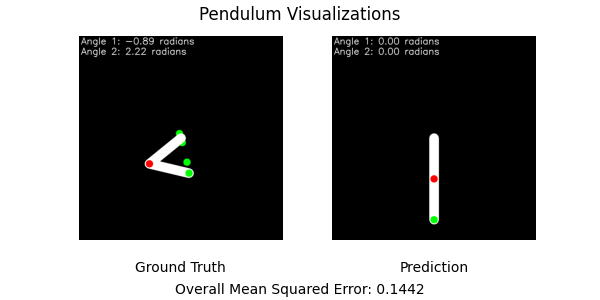 Pendulum Visualizations
Angle 1: -0.89 radians
Angle 2: 2.22 radians
Angle 1: 0.00 radians
Angle 2: 0.00 radians
Ground Truth
Prediction
Overall Mean Squared Error: 0.1442